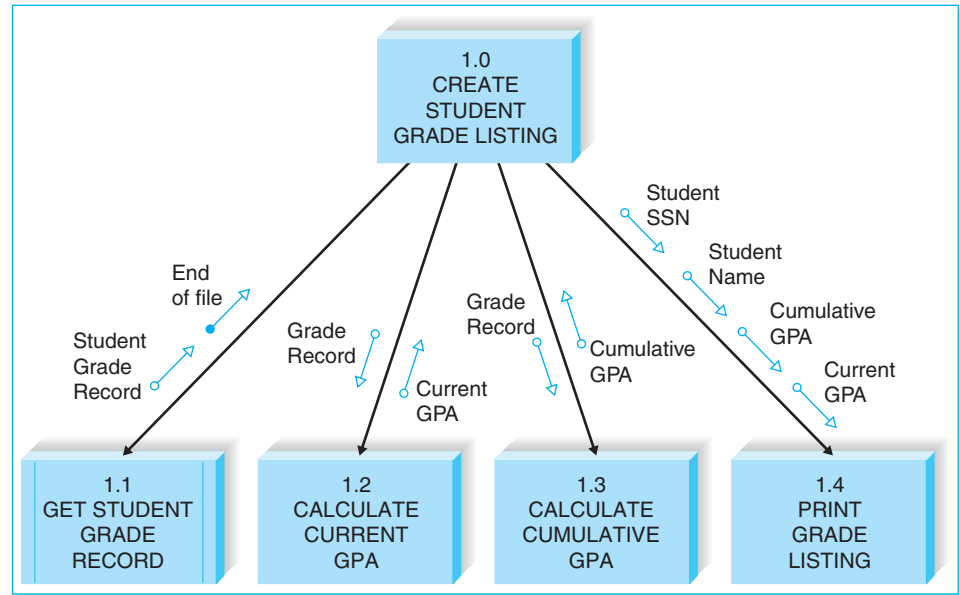 1.0
CREATE
STUDENT
GRADE LISTING
Student
SSN
Student
Name
Cumulative
GPA
Current
GPA
End
of file
Student
Grade
Record
Grade
Record
Current
GPA
Grade
Record
Cumulative
GPA
1.1
GET STUDENT
GRADE
RECORD
1.2
CALCULATE
CURRENT
GPA
1.3
CALCULATE
CUMULATIVE
GPA
1.4
PRINT
GRADE
LISTING